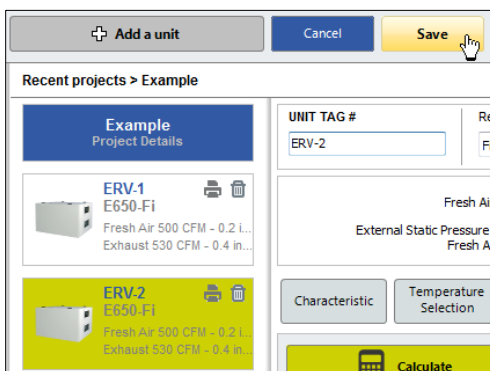 Add a unit
Cancel
Save
Recent projects > Example
Example
Project Details
ERV-1
E650-Fi
Fresh Air 500 CFM - 0.2 i...
Exhaust 530 CFM - 0.4 in...
ERV-2
E650-Fi
Fresh Air 500 CFM - 0.2 i...
Exhaust 530 CFM - 0.4 in...
UNIT TAG #
Re
ERV-2
F
Fresh Ai
External Static Pressure
Fresh A
Characteristic
Temperature
Selection
Calculate